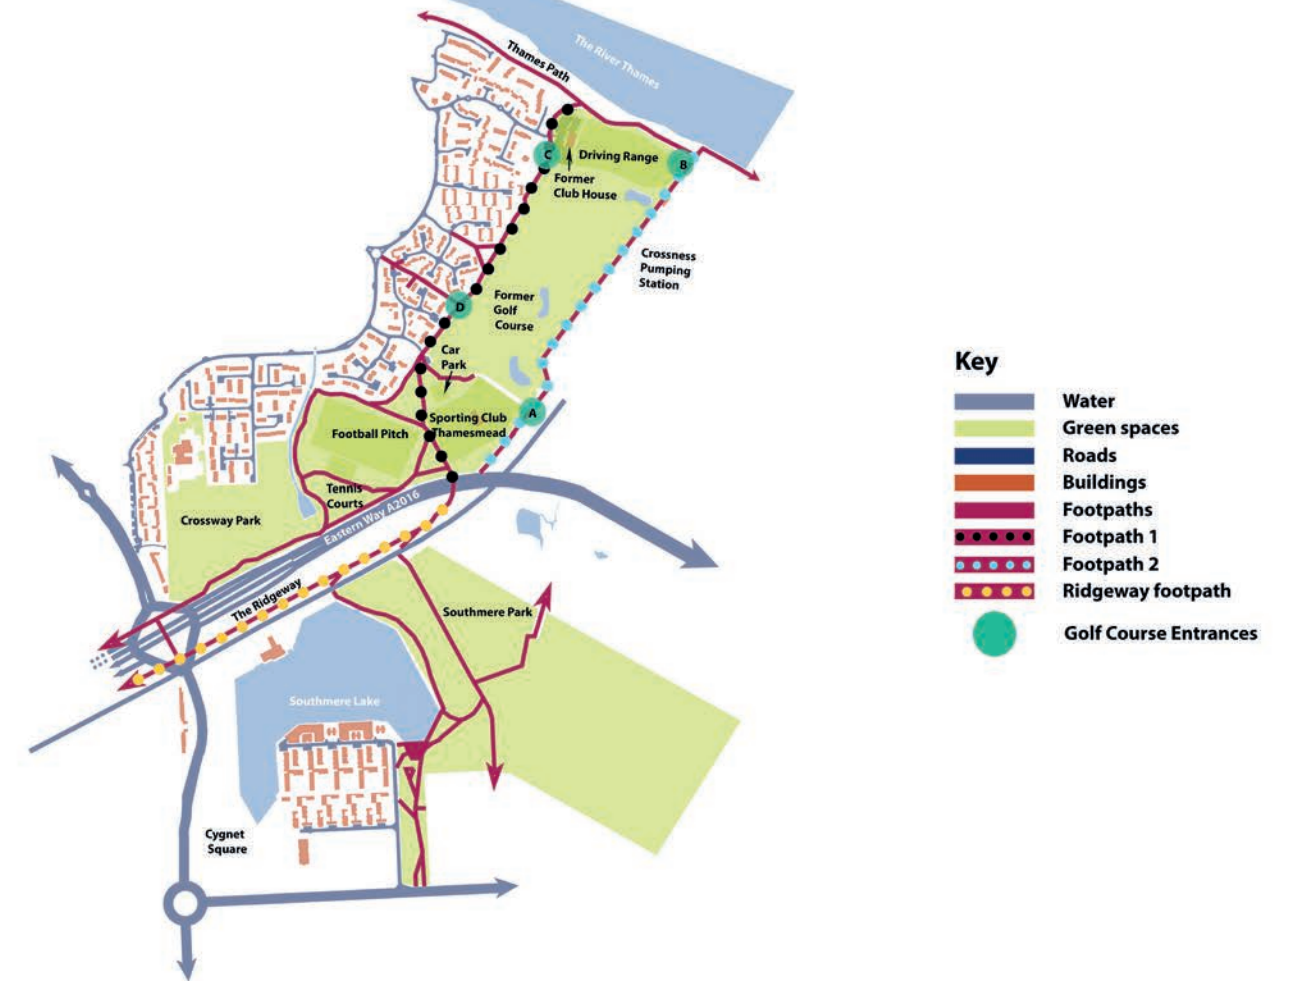 The River Thames
Thames Path
C
Driving Range
B
Former
Club House
Crossness
Pumping
Station
D
Former
Golf
Course
Car
Park
A
Sporting Club
Thamesmead
Football Pitch
Tennis
Courts
Eastern Way A2016
Crossway Park
The Ridgeway
Southmere Park
Southmere Lake
Cygnet
Square
Key
Water
Green spaces
Roads
Buildings
Footpaths
Footpath 1
Footpath 2
Ridgeway footpath
Golf Course Entrances